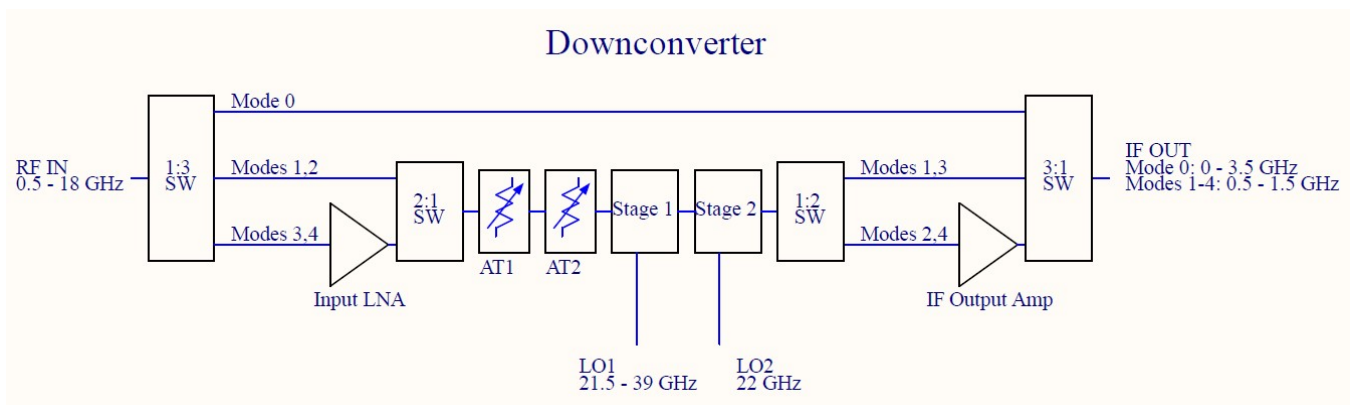 Downconverter
Mode 0
RF IN
0.5 - 18 GHz
1:3
SW
Modes 1,2
2:1
SW
Stage 1
Stage 2
1:2
SW
Modes 1,3
3:1
SW
IF OUT
Mode 0: 0 - 3.5 GHz
Modes 1-4: 0.5 - 1.5 GHz
Modes 3,4
Input LNA
AT1
AT2
Modes 2,4
IF Output Amp
LO1
21.5 - 39 GHz
LO2
22 GHz